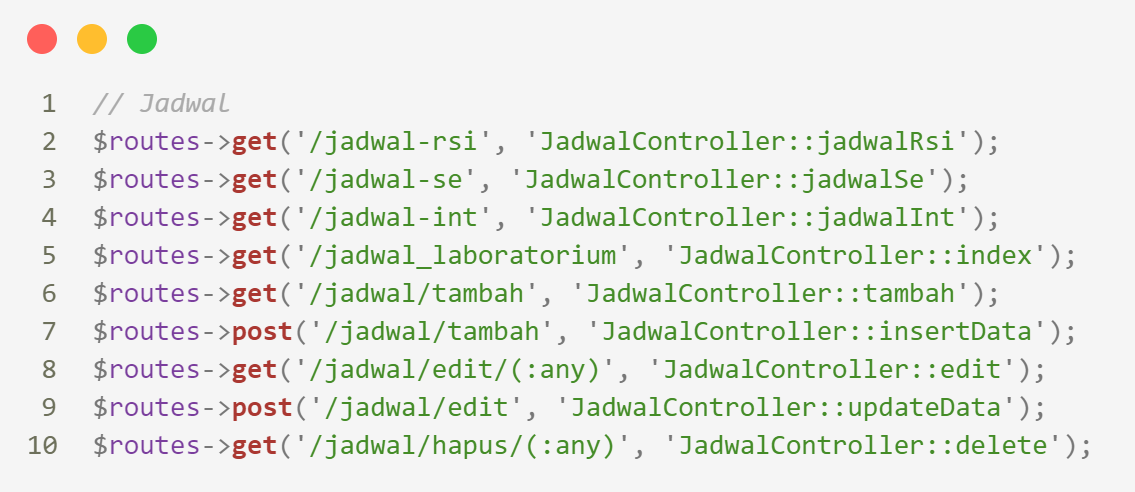 1 // Jadwal
2 $routes->get('/jadwal-rsi', 'JadwalController::jadwalRsi');
3 $routes->get('/jadwal-se', 'JadwalController::jadwalSe');
4 $routes->get('/jadwal-int', 'JadwalController::jadwalInt');
5 $routes->get('/jadwal_laboratorium', 'JadwalController::index');
6 $routes->get('/jadwal/tambah', 'JadwalController::tambah');
7 $routes->post('/jadwal/tambah', 'JadwalController::insertData');
8 $routes->get('/jadwal/edit/(:any)', 'JadwalController::edit');
9 $routes->post('/jadwal/edit', 'JadwalController::updateData');
10 $routes->get('/jadwal/hapus/(:any)', 'JadwalController::delete');